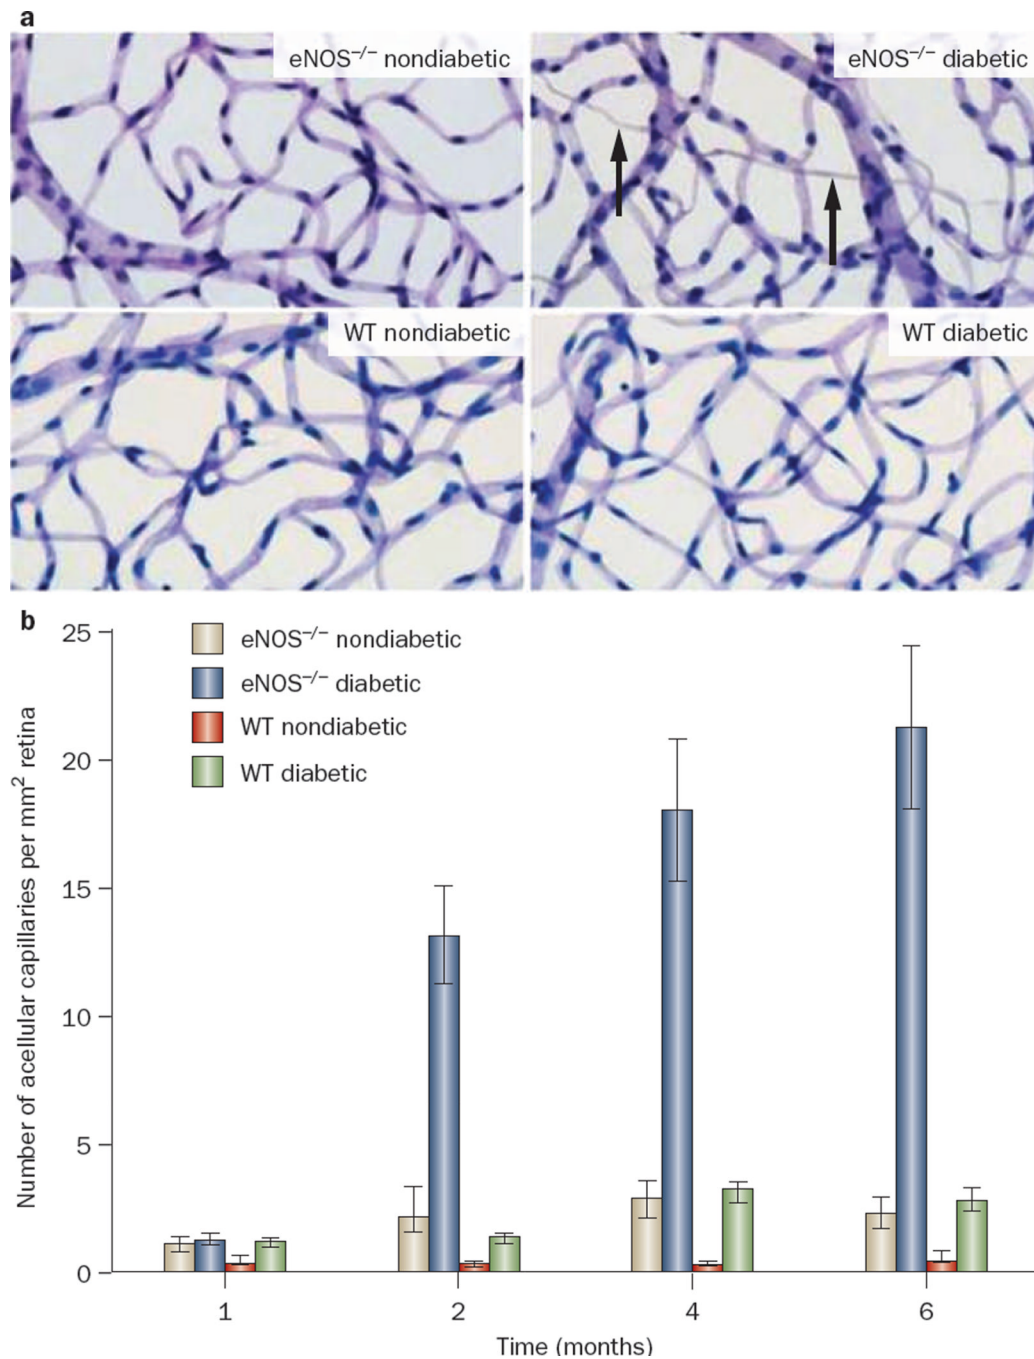 a
eNOS⁻/⁻ nondiabetic
eNOS⁻/⁻ diabetic
WT nondiabetic
WT diabetic
b
eNOS⁻/⁻ nondiabetic
eNOS⁻/⁻ diabetic
WT nondiabetic
WT diabetic
Number of acellular capillaries per mm² retina
25
20
15
10
5
0
1 2 4 6
Time (months)